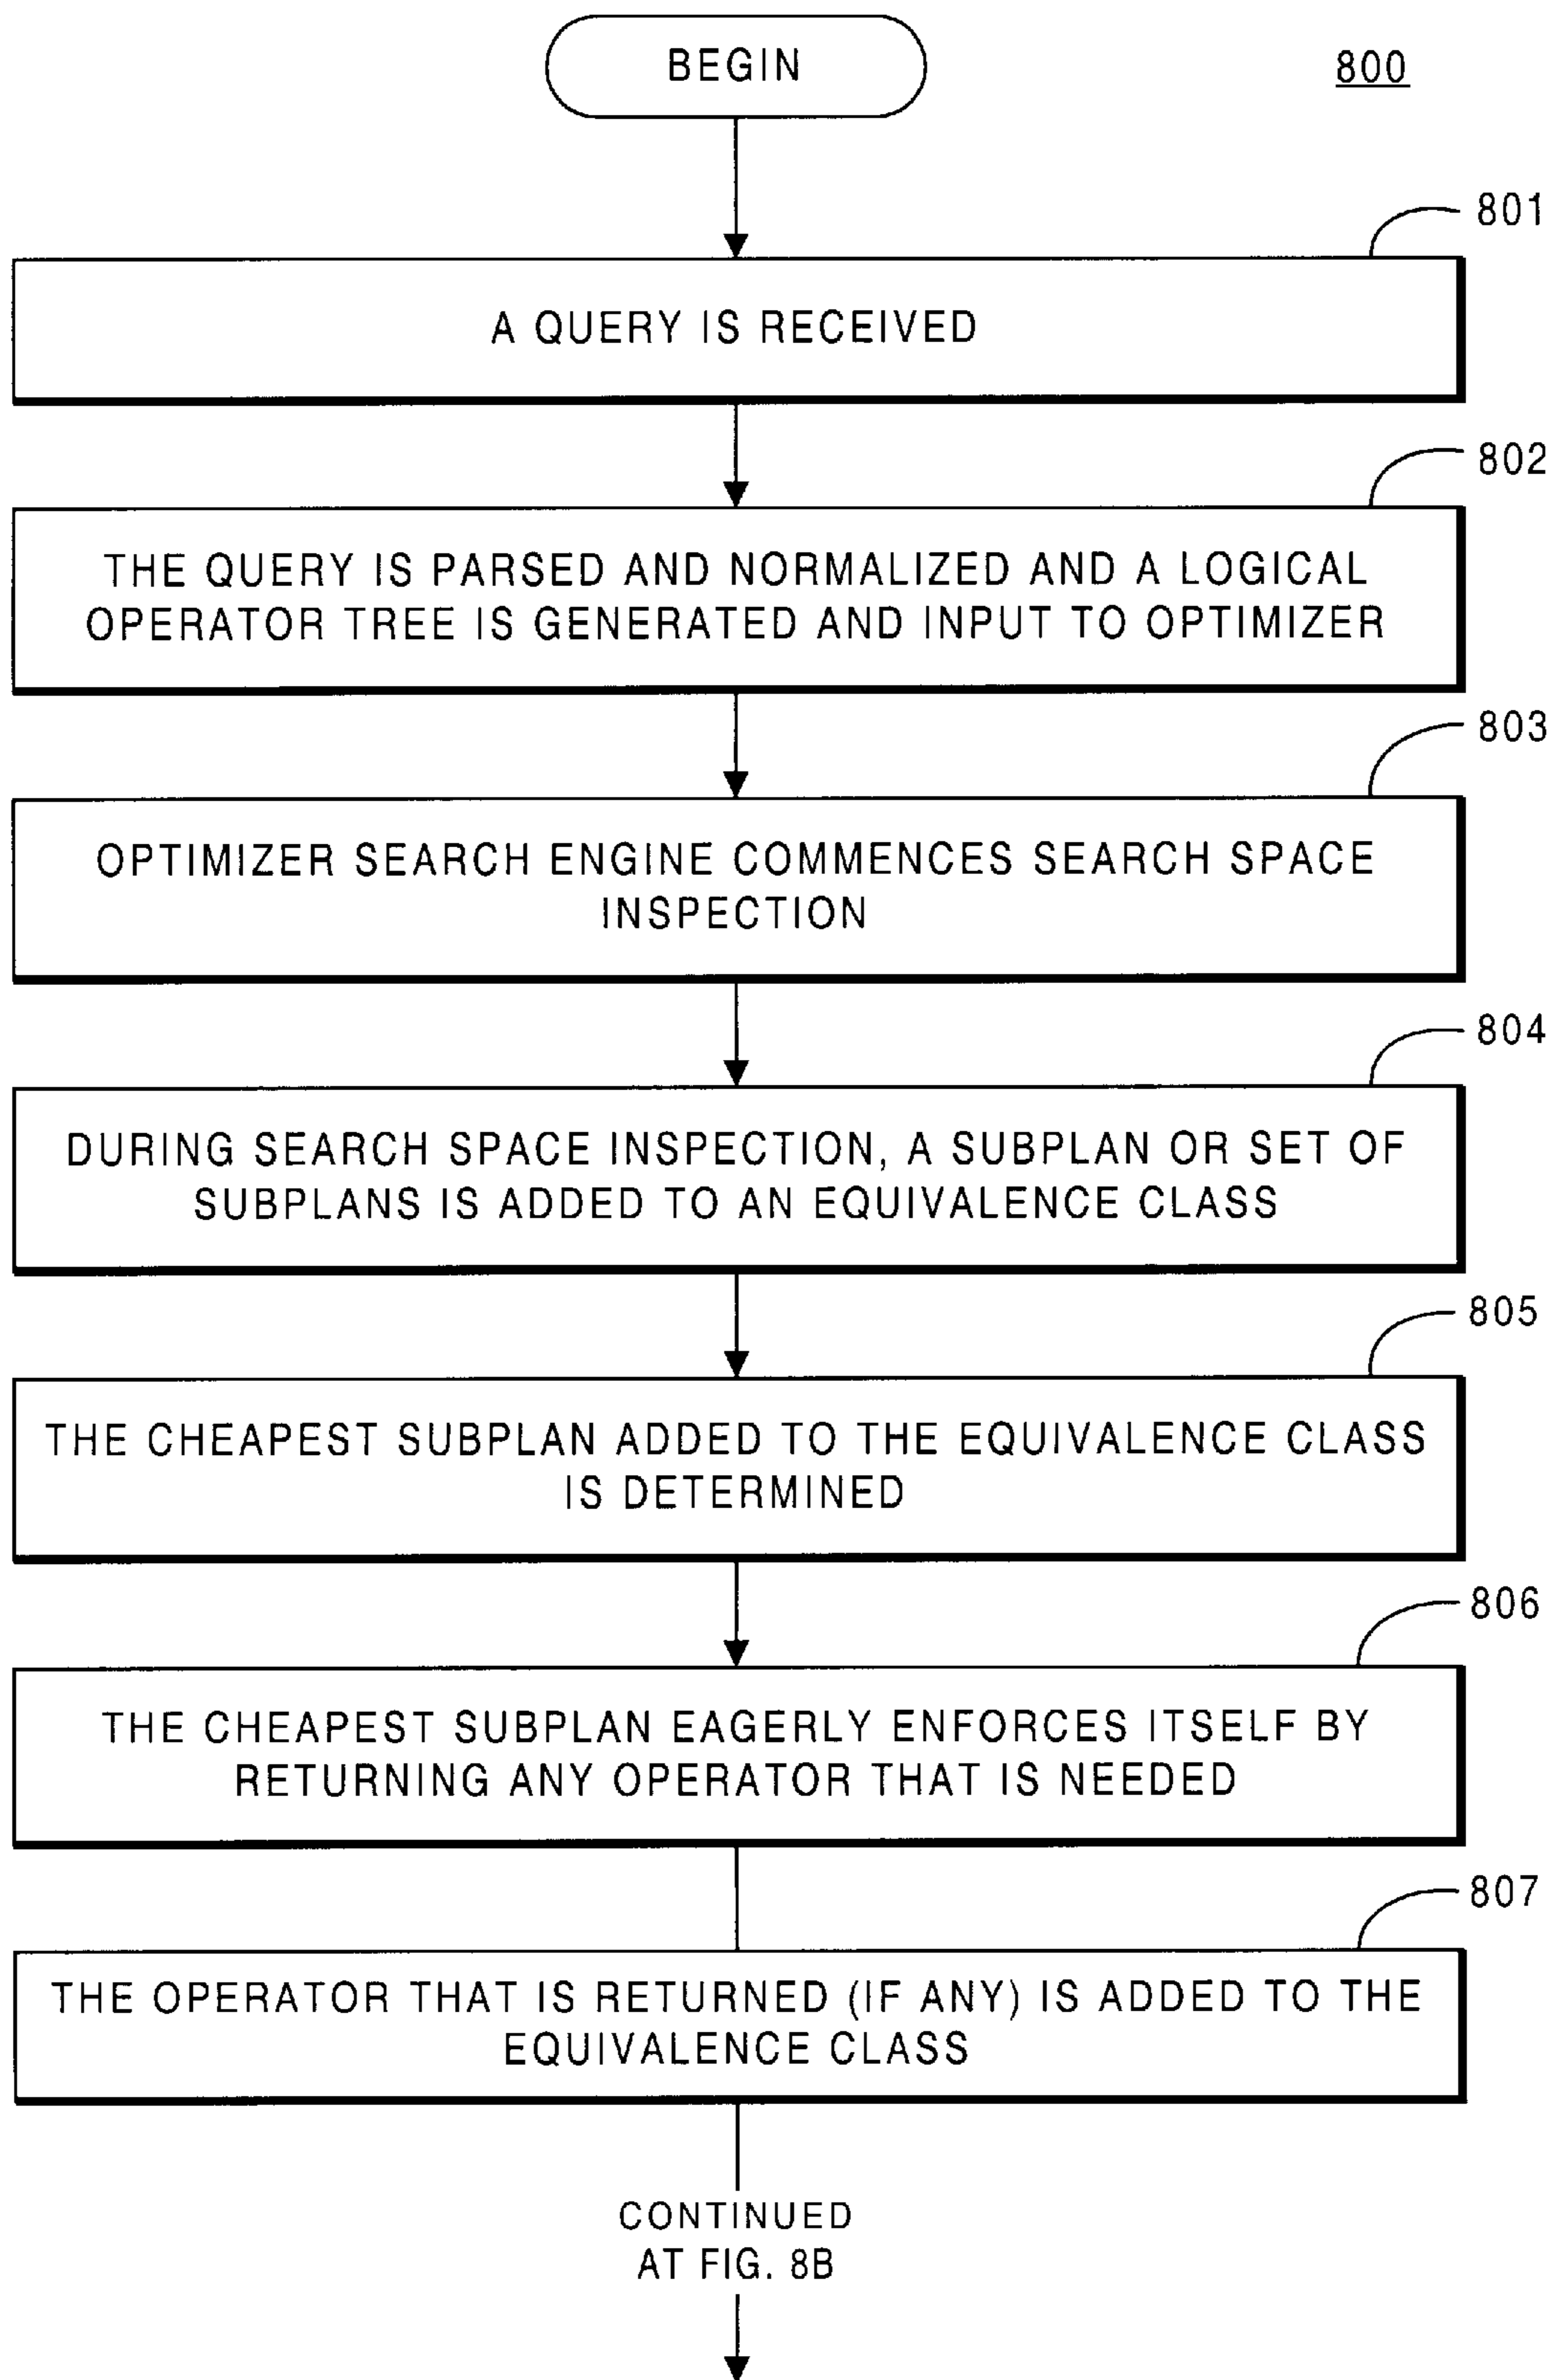 BEGIN
800
801
A QUERY IS RECEIVED
802
THE QUERY IS PARSED AND NORMALIZED AND A LOGICAL
OPERATOR TREE IS GENERATED AND INPUT TO OPTIMIZER
803
OPTIMIZER SEARCH ENGINE COMMENCES SEARCH SPACE
INSPECTION
804
DURING SEARCH SPACE INSPECTION, A SUBPLAN OR SET OF
SUBPLANS IS ADDED TO AN EQUIVALENCE CLASS
805
THE CHEAPEST SUBPLAN ADDED TO THE EQUIVALENCE CLASS
IS DETERMINED
806
THE CHEAPEST SUBPLAN EAGERLY ENFORCES ITSELF BY
RETURNING ANY OPERATOR THAT IS NEEDED
807
THE OPERATOR THAT IS RETURNED (IF ANY) IS ADDED TO THE
EQUIVALENCE CLASS
CONTINUED
AT FIG. 8B